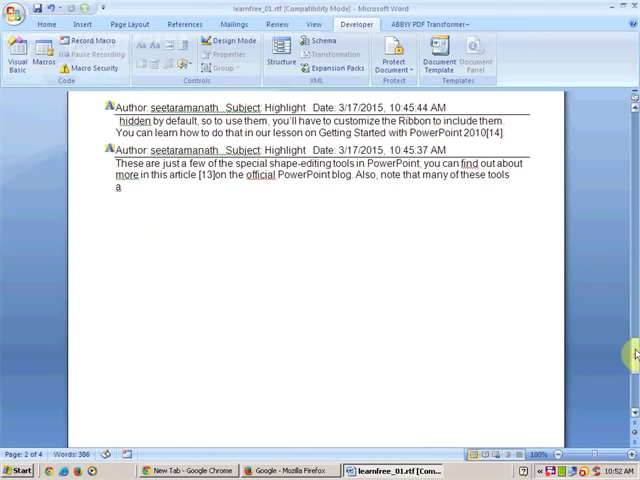 learnfree_01.rtf [Compatibility Mode] - Microsoft Word
Home Insert Page Layout References Mailings Review View Developer ABBYY PDF Transformer
Visual Basic
Macros
Record Macro
Pause Recording
Macro Security
Code
Aa Aa
Design Mode
Properties
Group
Controls
Structure
Schema
Transformation
Expansion Packs
XML
Protect Document
Protect
Document Template
Document Panel
Templates
Author: seetaramanath Subject: Highlight Date: 3/17/2015, 10:45:44 AM
hidden by default, so to use them, you'll have to customize the Ribbon to include them.
You can learn how to do that in our lesson on Getting Started with PowerPoint 2010[14].
Author: seetaramanath Subject: Highlight Date: 3/17/2015, 10:45:37 AM
These are just a few of the special shape-editing tools in PowerPoint, you can find out about
more in this article [13]on the official PowerPoint blog. Also, note that many of these tools
a
Page: 2 of 4 Words: 386 100%
Start New Tab - Google Chrome Google - Mozilla Firefox learnfree_01.rtf [Com... 10:52 AM